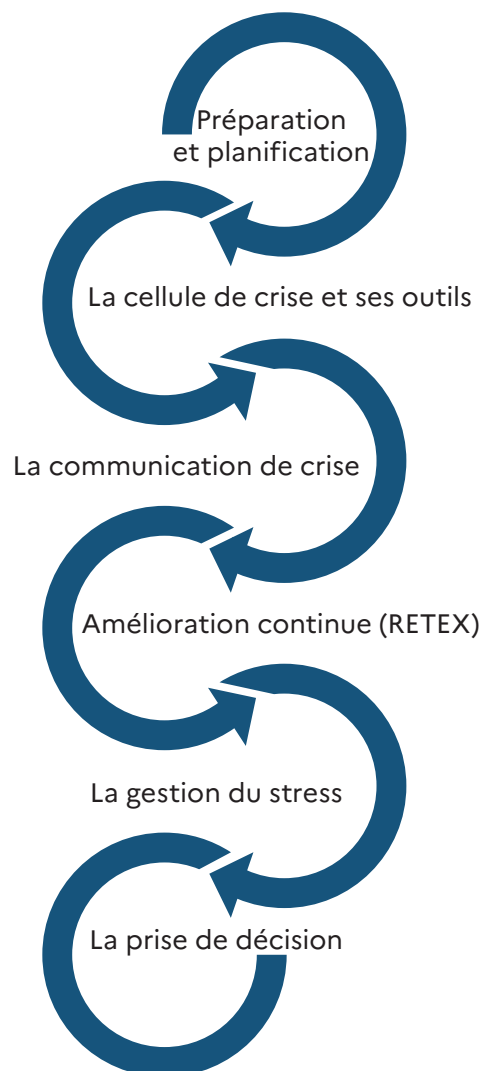 Préparation
et planification
La cellule de crise et ses outils
La communication de crise
Amélioration continue (RETEX)
La gestion du stress
La prise de décision